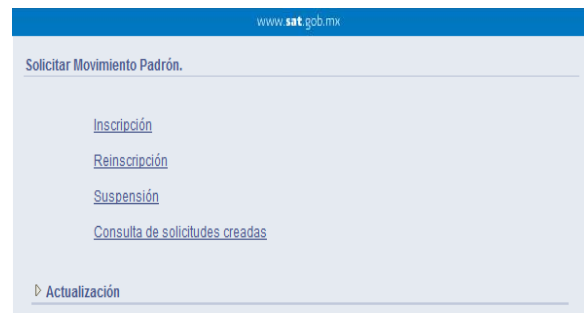 www.sat.gob.mx
Solicitar Movimiento Padrón.
Inscripción
Reinscripción
Suspensión
Consulta de solicitudes creadas
Actualización